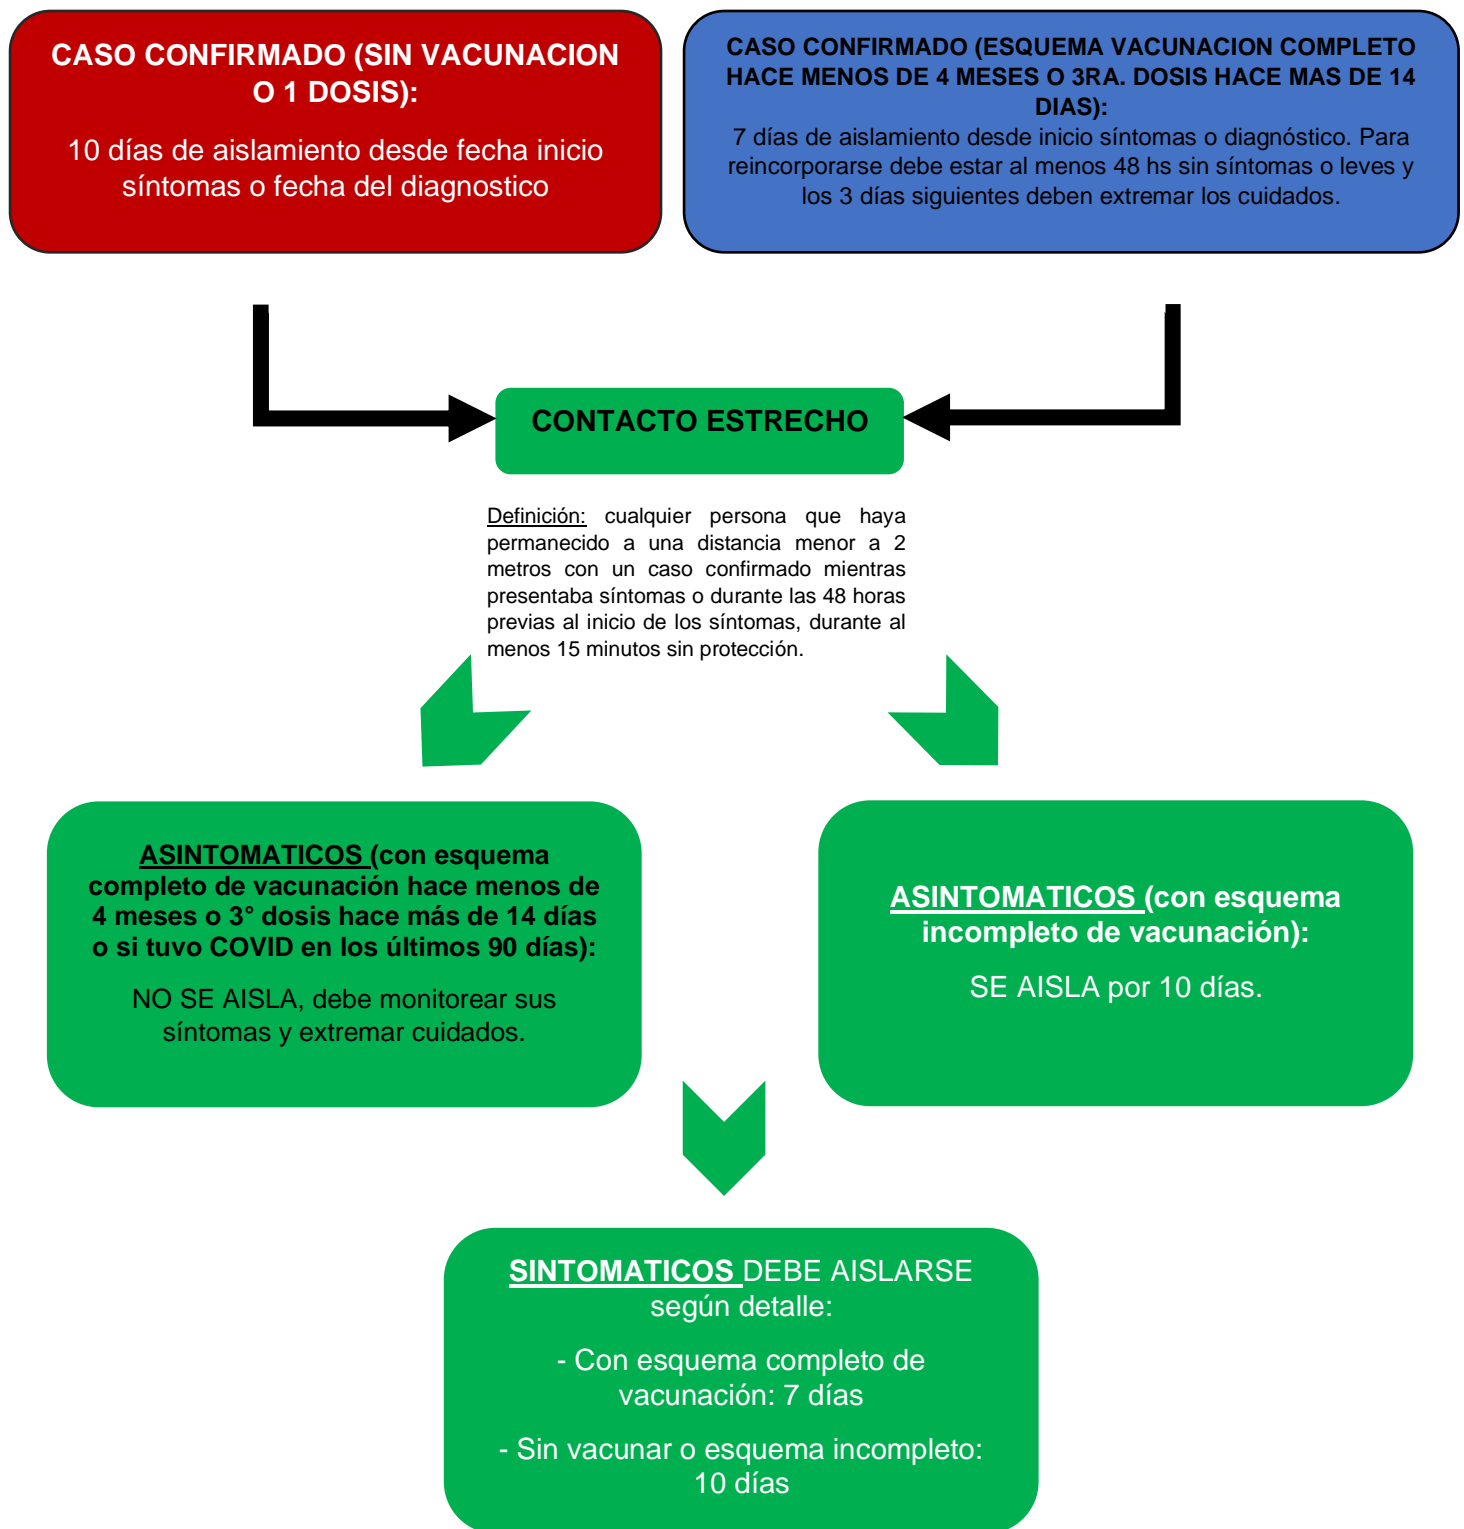 CASO CONFIRMADO (SIN VACUNACION
O 1 DOSIS):
10 días de aislamiento desde fecha inicio
síntomas o fecha del diagnostico
CASO CONFIRMADO (ESQUEMA VACUNACION COMPLETO
HACE MENOS DE 4 MESES O 3RA. DOSIS HACE MAS DE 14
DIAS):
7 días de aislamiento desde inicio síntomas o diagnóstico. Para
reincorporarse debe estar al menos 48 hs sin síntomas o leves y
los 3 días siguientes deben extremar los cuidados.
CONTACTO ESTRECHO
Definición: cualquier persona que haya
permanecido a una distancia menor a 2
metros con un caso confirmado mientras
presentaba síntomas o durante las 48 horas
previas al inicio de los síntomas, durante al
menos 15 minutos sin protección.
ASINTOMATICOS (con esquema
completo de vacunación hace menos de
4 meses o 3° dosis hace más de 14 días
o si tuvo COVID en los últimos 90 días):
NO SE AISLA, debe monitorear sus
síntomas y extremar cuidados.
ASINTOMATICOS (con esquema
incompleto de vacunación):
SE AISLA por 10 días.
SINTOMATICOS DEBE AISLARSE
según detalle:
- Con esquema completo de
vacunación: 7 días
- Sin vacunar o esquema incompleto:
10 días